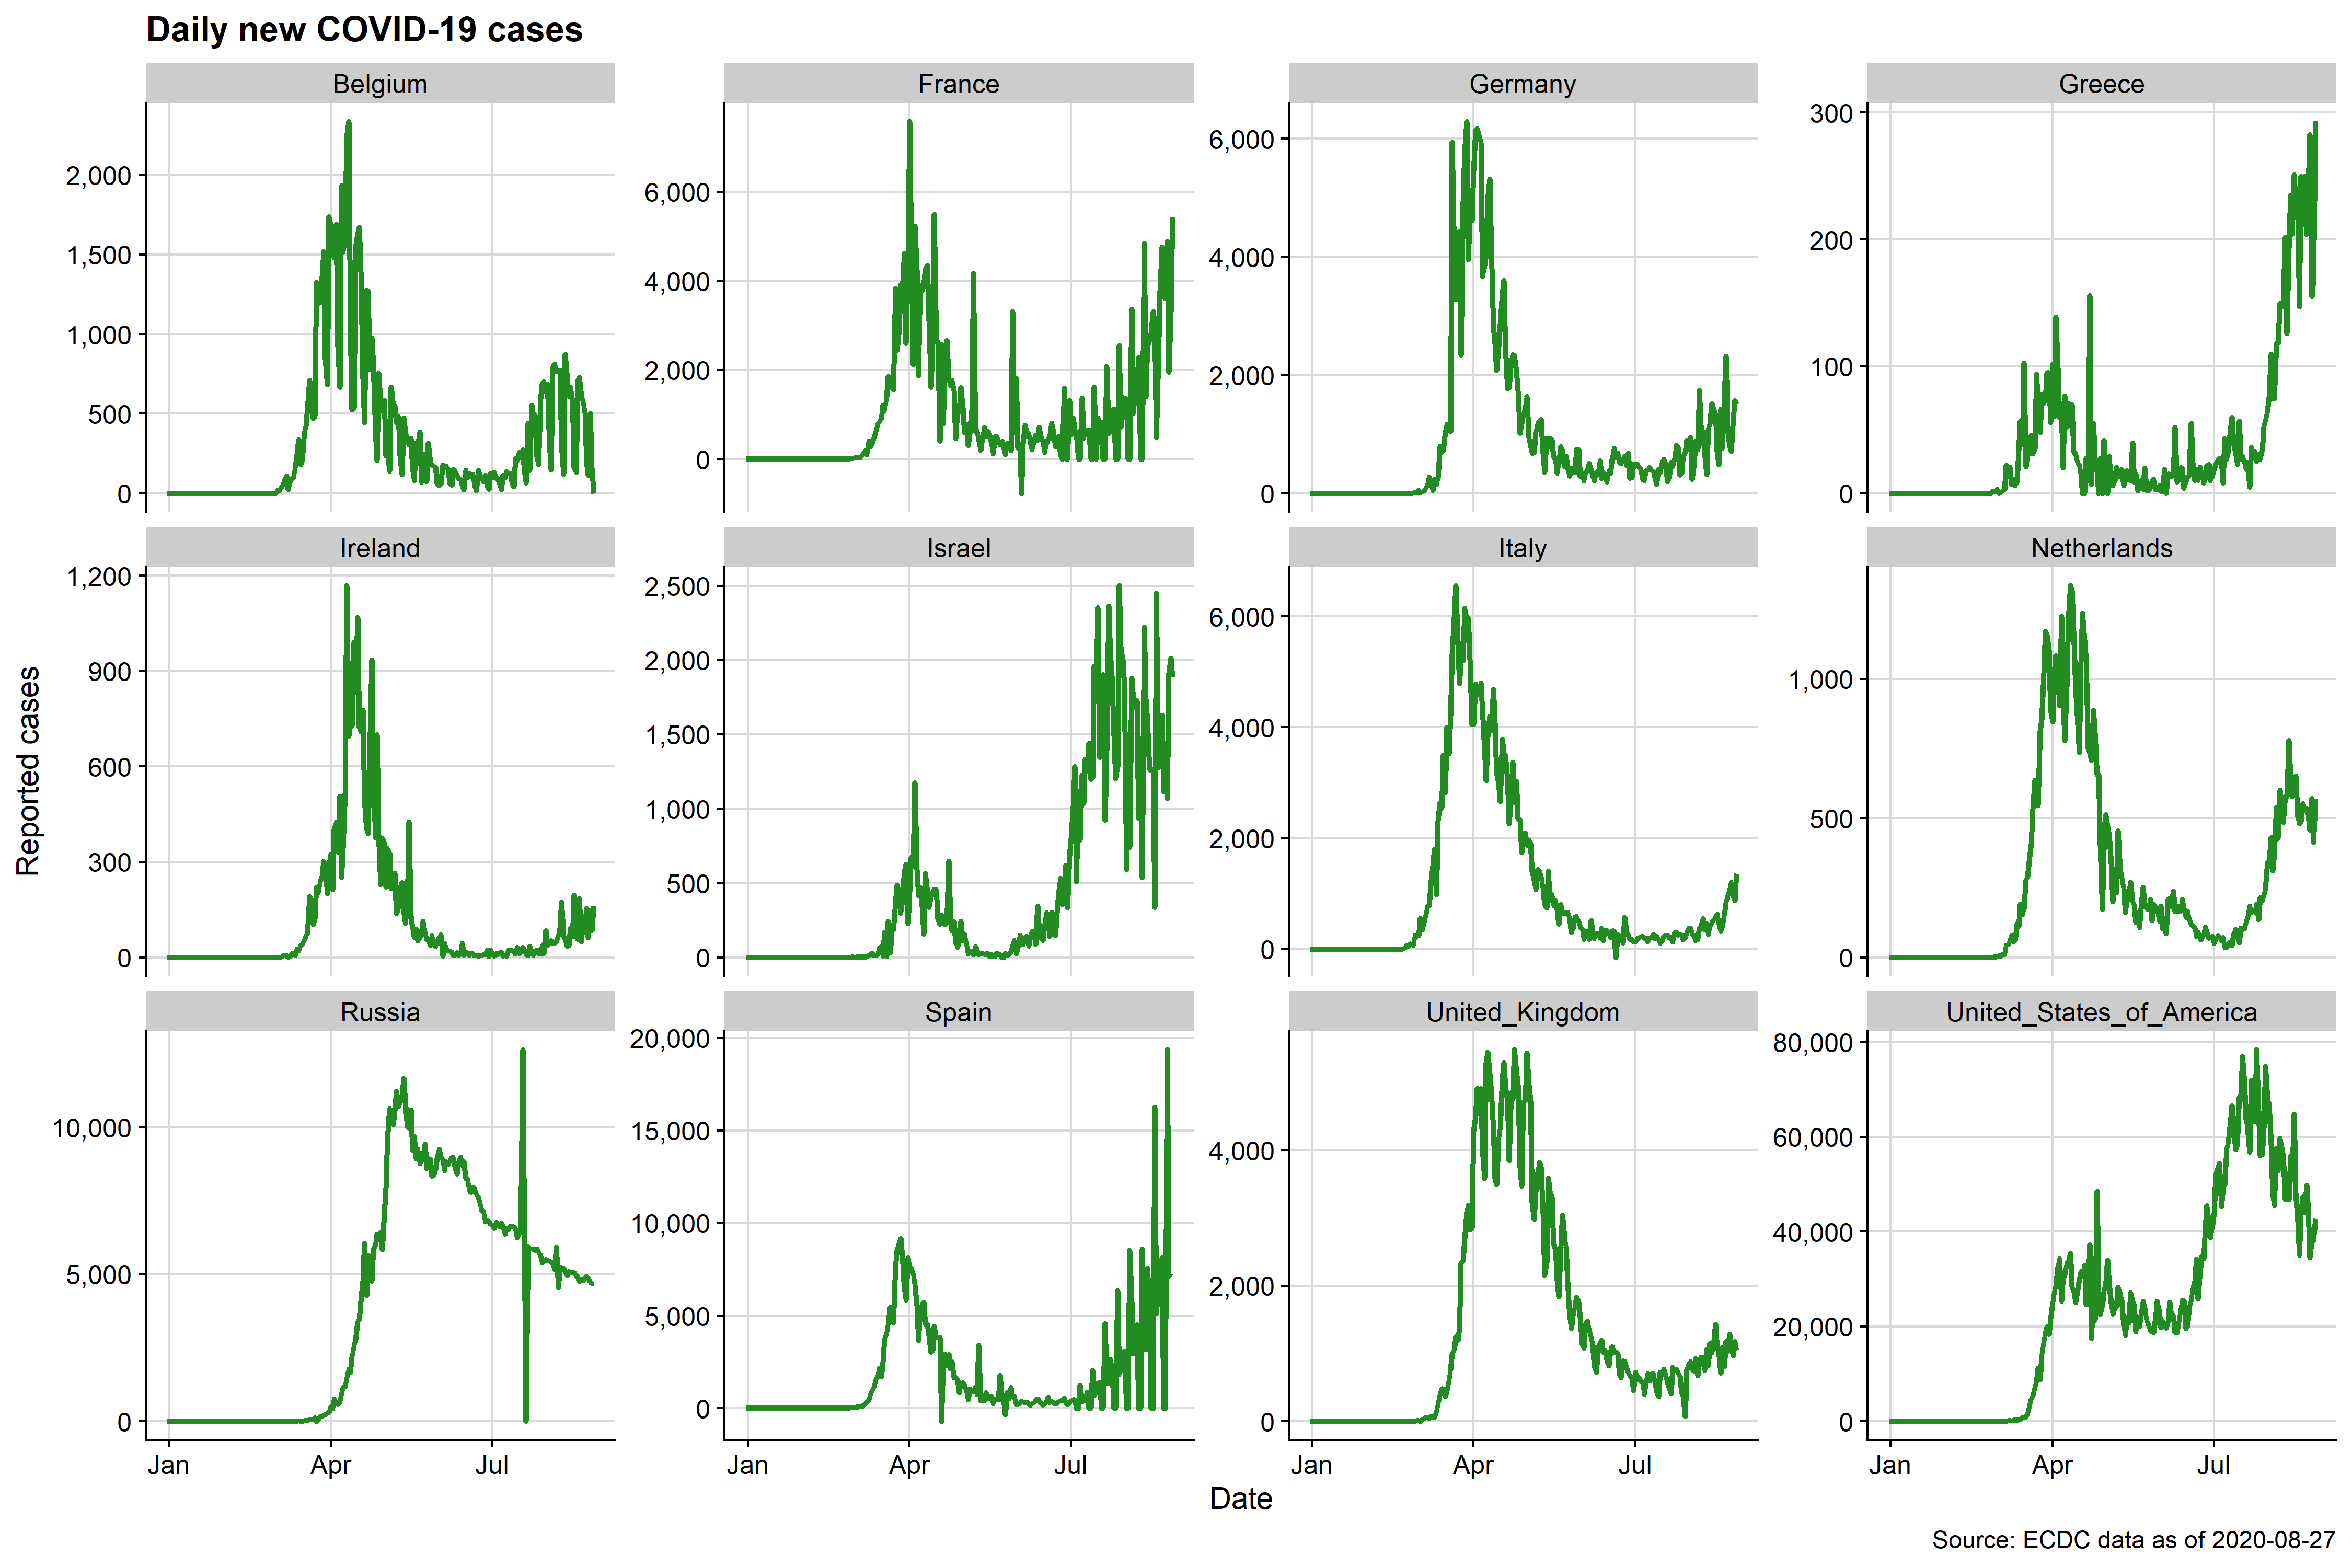 Daily new COVID-19 cases
Belgium
France
Germany
Greece
2,000
1,500
1,000
500
0
6,000
4,000
2,000
0
6,000
4,000
2,000
0
300
200
100
0
Ireland
Israel
Italy
Netherlands
1,200
900
600
300
0
2,500
2,000
1,500
1,000
500
0
6,000
4,000
2,000
0
1,000
500
0
Reported cases
Russia
Spain
United_Kingdom
United_States_of_America
10,000
5,000
0
20,000
15,000
10,000
5,000
0
4,000
2,000
0
80,000
60,000
40,000
20,000
0
Jan Apr Jul
Jan Apr Jul
Jan Apr Jul
Jan Apr Jul
Date
Source: ECDC data as of 2020-08-27